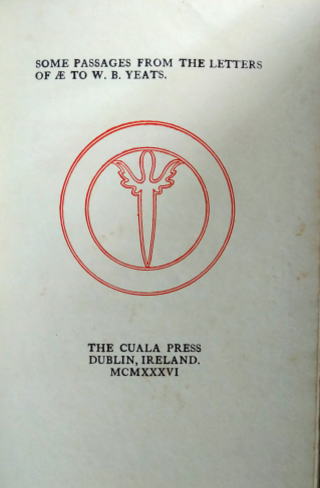 SOME PASSAGES FROM THE LETTERS
OF Æ TO W. B. YEATS.
THE CUALA PRESS
DUBLIN, IRELAND.
MCMXXXVI